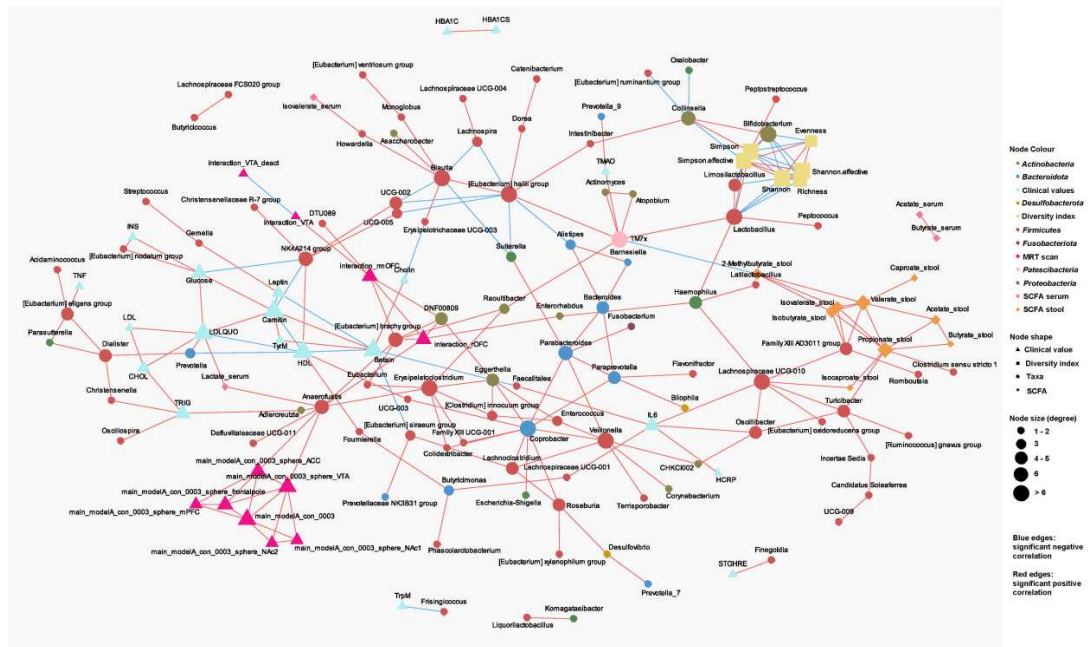 HBA1C
HBA1CS
[Eubacterium] ventriosum group
Catenibacterium
Oxalobacter
[Eubacterium] ruminantium group
Lachnospiraceae FCS020 group
Lachnospiraceae UCG-004
Peptostreptococcus
Isovalerate_serum
Monoglobus
Prevotella_9
Collinsella
Dorea
Bifidobacterium
Butyricicoccus
Asaccharobacter
Lachnospira
Intestinibacter
Evenness
Howardella
Simpson
Interaction_VTA_deact
Blautia
TMAO
Simpson.effective
Shannon.effective
Limosilactobacillus
Streptococcus
UCG-002
[Eubacterium] hallii group
Actinomyces
Shannon
Richness
Christensenellaceae R-7 group
DTU089
Atopobium
Acetate_serum
Interaction_VTA
UCG-005
Erysipelotrichaceae UCG-003
Lactobacillus
Peptococcus
INS
Gemella
NK4A214 group
Sutterella
Alistipes
TM7x
Butyrate_serum
[Eubacterium] nodatum group
Barnesiella
Acidaminococcus
TNF
Interaction_rmOFC
Cholin
2-Methylbutyrate_stool
Caproate_stool
Glucose
Leptin
Latilactobacillus
[Eubacterium] eligens group
Raoultibacter
Bacteroides
Haemophilus
Isovalerate_stool
Valerate_stool
LDL
Carnitin
DNF00809
Enterorhabdus
Isobutyrate_stool
Acetate_stool
Parasutterella
LDLQUO
[Eubacterium] brachy group
Fusobacterium
Propionate_stool
Butyrate_stool
Dialister
TyrM
HDL
Betain
Interaction_rOFC
Parabacteroides
Family XIII AD3011 group
CHOL
Prevotella
Eggerthella
Paraprevotella
Flavonifractor
Clostridium sensu stricto 1
Christensenella
Lactate_serum
Eubacterium
Erysipelatoclostridium
Faecalitalea
Lachnospiraceae UCG-010
Isocaproate_stool
Romboutsia
TRIG
Adlercreutzia
Anaerofustis
UCG-003
[Clostridium] innocuum group
Bilophila
Turicibacter
Oscillospira
[Eubacterium] siraeum group
Enterococcus
IL6
Defluviitaleaceae UCG-011
Fournierella
Family XIII UCG-001
Coprobacter
Veillonella
Oscillibacter
[Eubacterium] oxidoreducens group
[Ruminococcus] gnavus group
main_modelA_con_0003_sphere_ACC
Colidextribacter
Lachnoclostridium
CHKCI002
Incertae Sedis
main_modelA_con_0003_sphere_VTA
Butyricimonas
Lachnospiraceae UCG-001
HCRP
main_modelA_con_0003_sphere_frontalpole
Candidatus Soleaferrea
main_modelA_con_0003_sphere_mPFC
Prevotellaceae NK3B31 group
Escherichia-Shigella
Corynebacterium
main_modelA_con_0003
Terrisporobacter
Roseburia
UCG-009
main_modelA_con_0003_sphere_NAc2
main_modelA_con_0003_sphere_NAc1
Phascolarctobacterium
[Eubacterium] xylanophilum group
Desulfovibrio
Finegoldia
STGHRE
Prevotella_7
TrpM
Frisingicoccus
Komagataeibacter
Liquorilactobacillus
Node Colour
Actinobacteria
Bacteroidota
Clinical values
Desulfobacterota
Diversity index
Firmicutes
Fusobacteriota
MRT scan
Patescibacteria
Proteobacteria
SCFA serum
SCFA stool
Node shape
Clinical value
Diversity index
Taxa
SCFA
Node size (degree)
1 - 2
3
4 - 5
6
> 6
Blue edges:
significant negative
correlation
Red edges:
significant positive
correlation